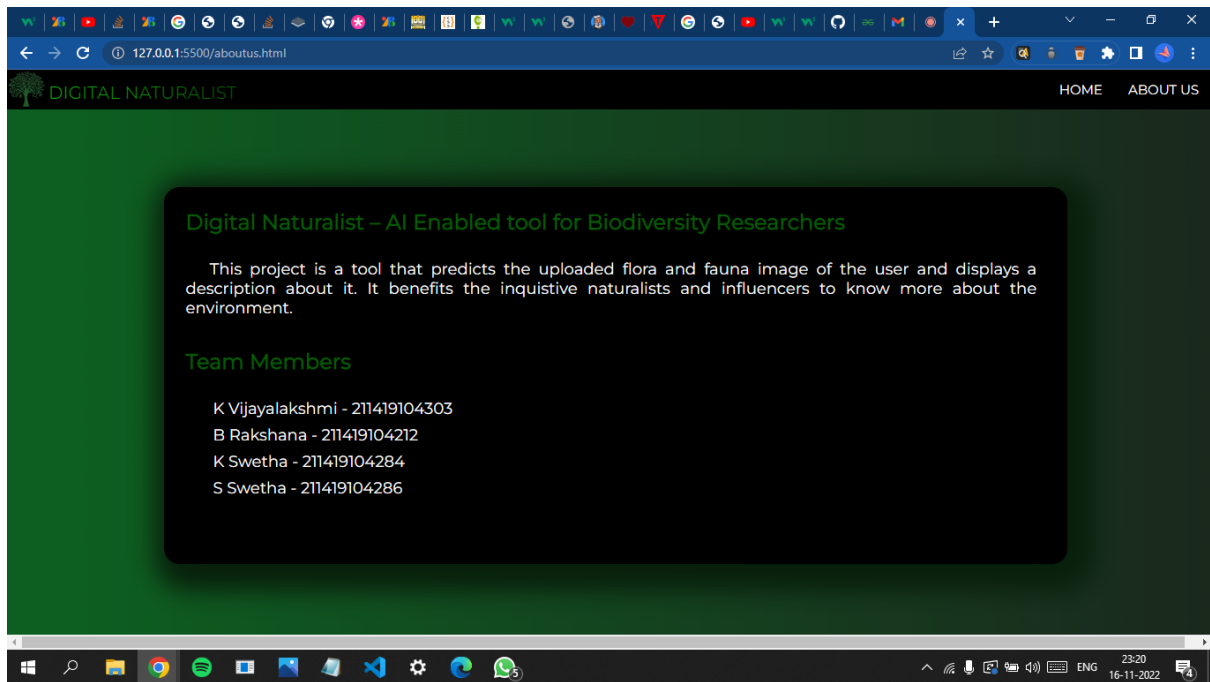 127.0.0.1:5500/aboutus.html
DIGITAL NATURALIST
HOME ABOUT US
Digital Naturalist – AI Enabled tool for Biodiversity Researchers
This project is a tool that predicts the uploaded flora and fauna image of the user and displays a
description about it. It benefits the inquistive naturalists and influencers to know more about the
environment.
Team Members
K Vijayalakshmi - 211419104303
B Rakshana - 211419104212
K Swetha - 211419104284
S Swetha - 211419104286
ENG
23:20
16-11-2022
5
4